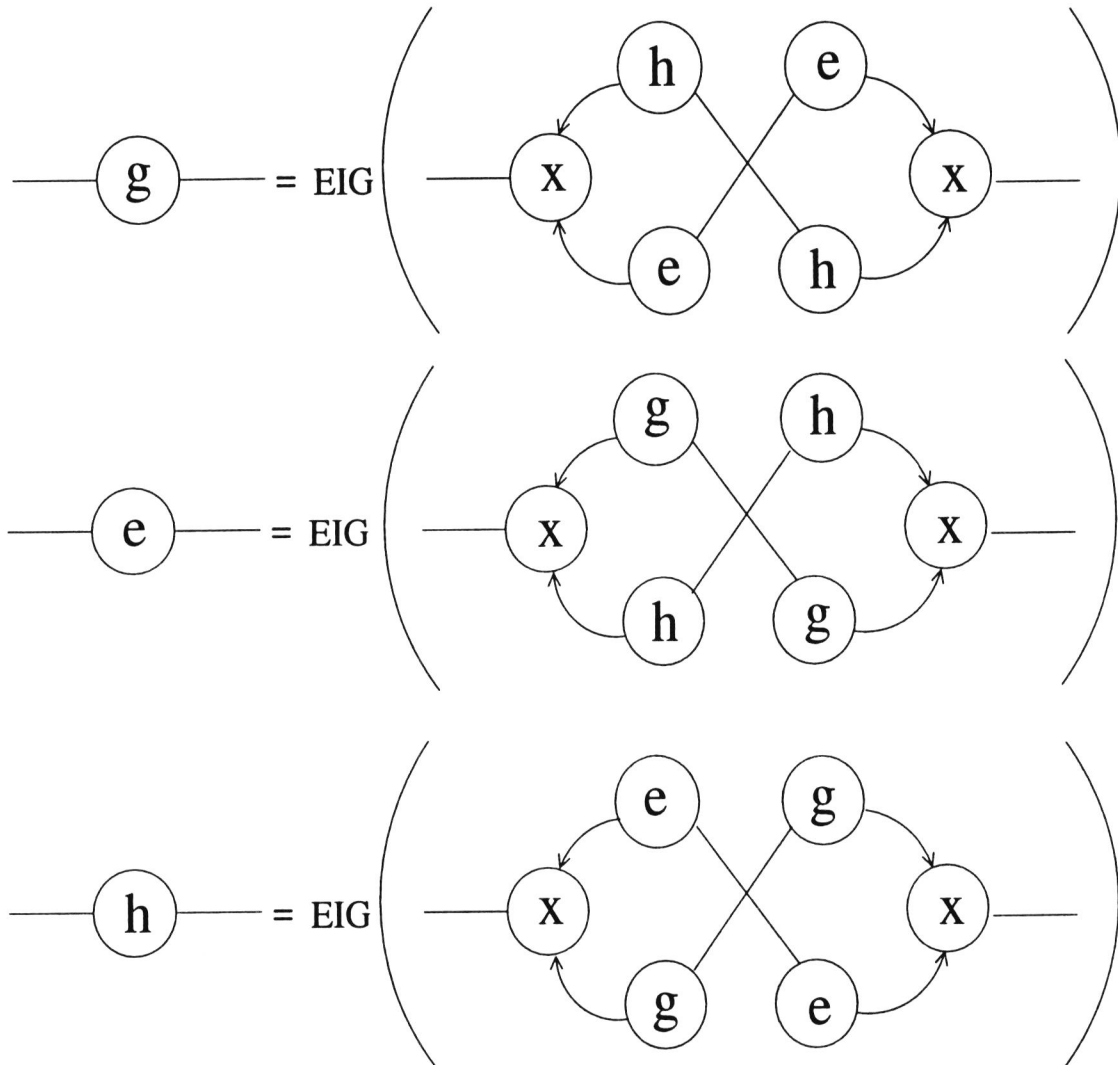 h e
g = EIG ( x x )
e h
g h
e = EIG ( x x )
h g
e g
h = EIG ( x x )
g e